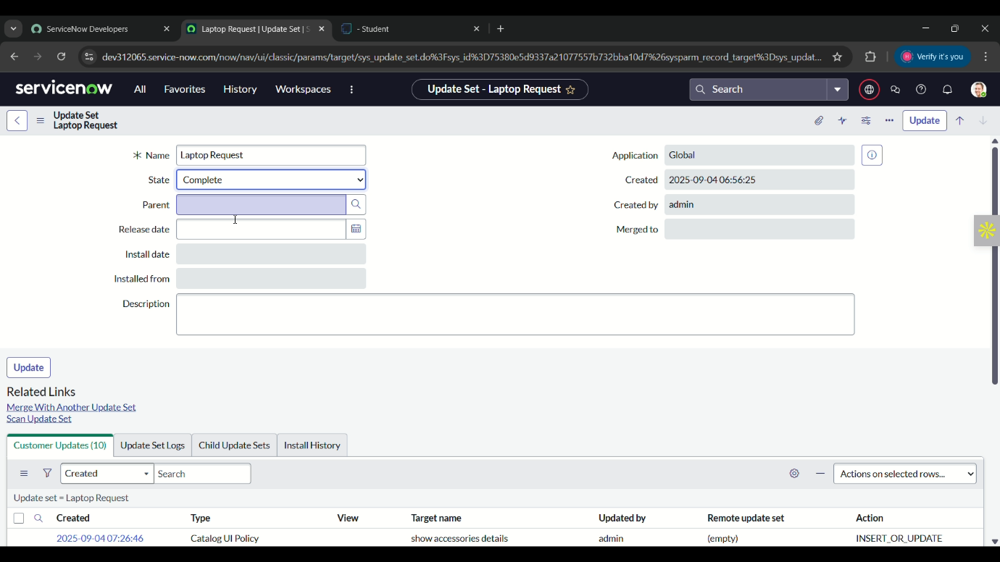 ServiceNow Developers
Laptop Request | Update Set | S
- Student
dev312065.service-now.com/now/nav/ui/classic/params/target/sys_update_set.do%3Fsys_id%3D75380e5d9337a21077557b732bba10d7%26sysparm_record_target%3Dsys_updat...
H Verify it's you
servicenow All Favorites History Workspaces Update Set - Laptop Request Search
Update Set
Laptop Request
Update
Name Laptop Request
Application Global
State Complete
Created 2025-09-04 06:56:25
Parent
Created by admin
Release date
Merged to
Install date
Installed from
Description
Update
Related Links
Merge With Another Update Set
Scan Update Set
Customer Updates (10) Update Set Logs Child Update Sets Install History
Created Search Actions on selected rows...
Update set = Laptop Request
Created Type View Target name Updated by Remote update set Action
2025-09-04 07:26:46 Catalog UI Policy show accessories details admin (empty) INSERT_OR_UPDATE